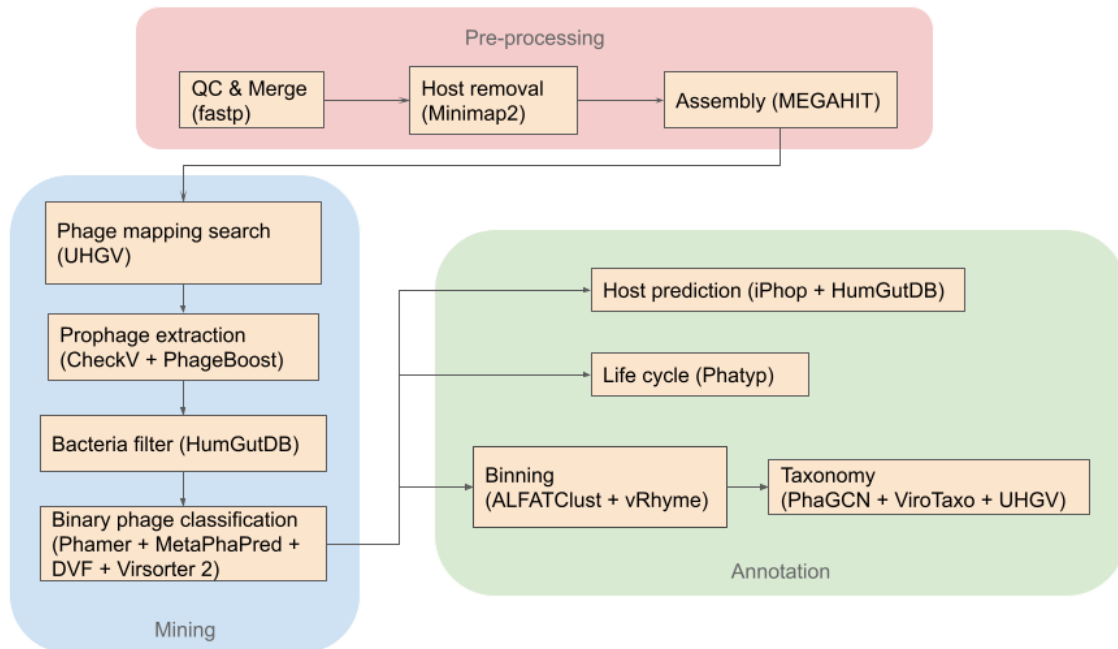 Pre-processing
QC & Merge
(fastp)
Host removal
(Minimap2)
Assembly (MEGAHIT)
Phage mapping search
(UHGV)
Prophage extraction
(CheckV + PhageBoost)
Bacteria filter (HumGutDB)
Binary phage classification
(Phamer + MetaPhaPred +
DVF + Virsorter 2)
Mining
Host prediction (iPhop + HumGutDB)
Life cycle (Phatyp)
Binning
(ALFATClust + vRhyme)
Taxonomy
(PhaGCN + ViroTaxo + UHGV)
Annotation